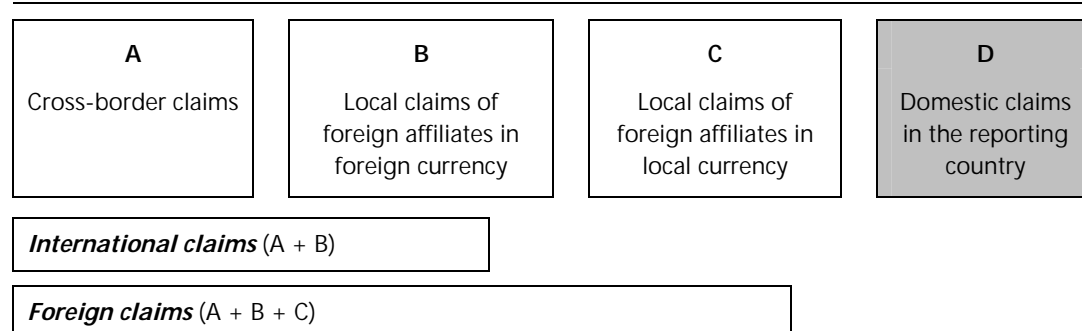 A
Cross-border claims
B
Local claims of
foreign affiliates in
foreign currency
C
Local claims of
foreign affiliates in
local currency
D
Domestic claims
in the reporting
country
International claims (A + B)
Foreign claims (A + B + C)